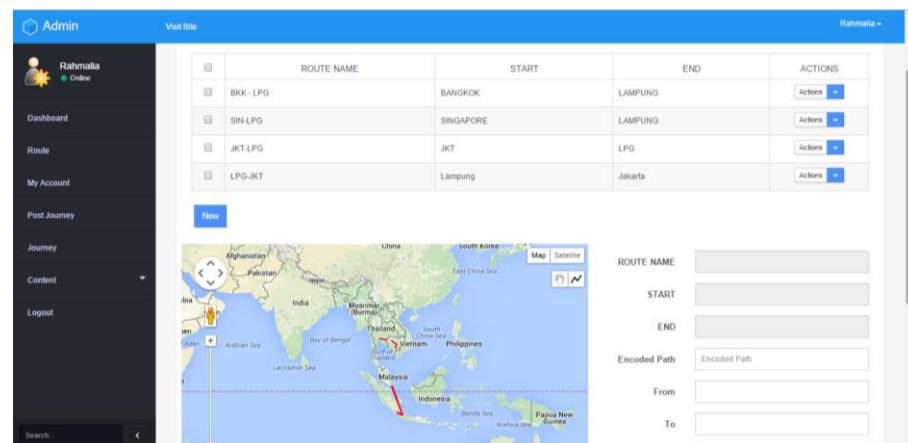 Admin
Visit Site
Rahmalia
Rahmalia
Online
Dashboard
Route
My Account
Post Journey
Journey
Content
Logout
Search...
ROUTE NAME START END ACTIONS
BKK - LPG BANGKOK LAMPUNG Actions
SIN-LPG SINGAPORE LAMPUNG Actions
JKT-LPG JKT LPG Actions
LPG-JKT Lampung Jakarta Actions
New
Map Satellite
China
South Korea
Afghanistan
East China Sea
Pakistan
Nepal
India
Myanmar
(Burma)
Thailand
South
China Sea
Arabian Sea
Bay of Bengal
Vietnam
Philippines
Gulf of
Thailand
Laccadive Sea
Malaysia
Indonesia
Banda Sea
Papua New
Guinea
Arafura Sea
ROUTE NAME
START
END
Encoded Path Encoded Path
From
To